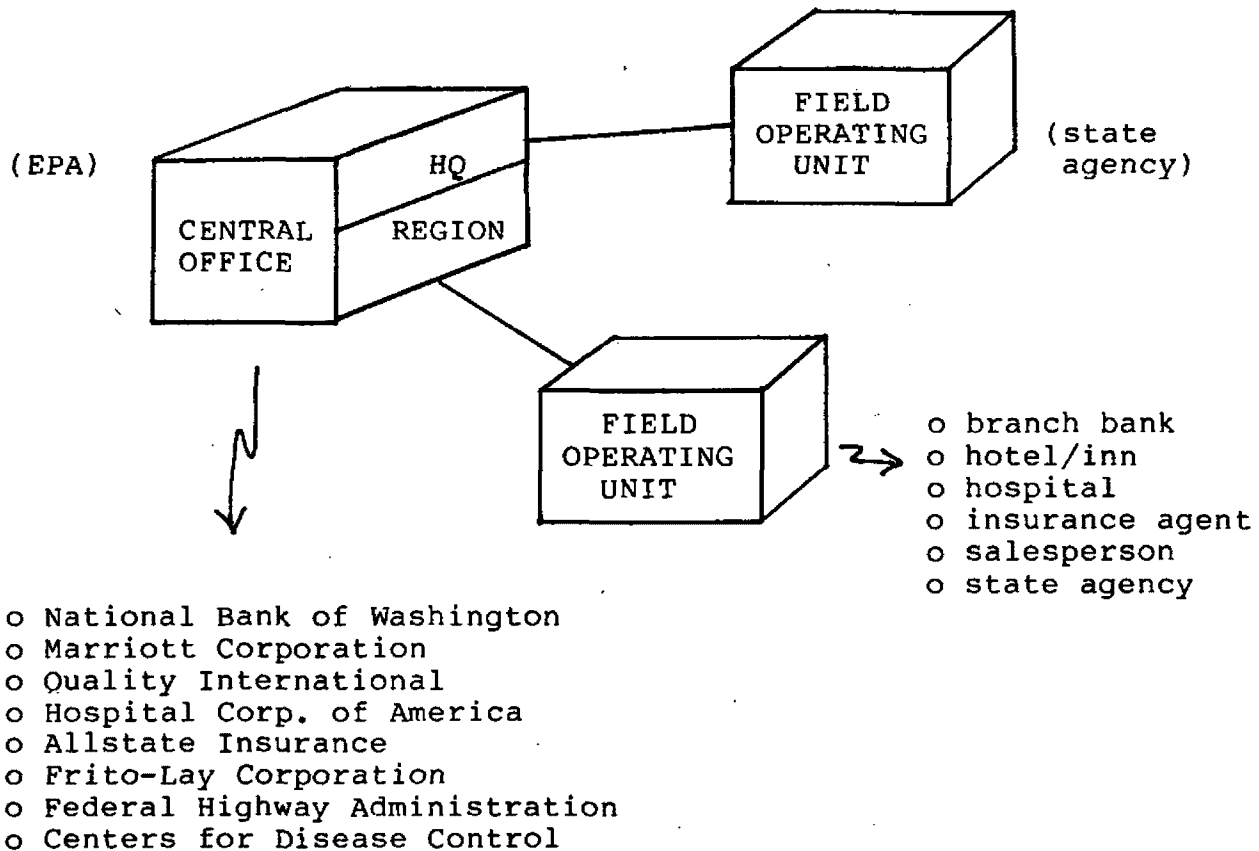 (EPA)
CENTRAL
OFFICE
HQ
REGION
FIELD
OPERATING
UNIT
(state
agency)
FIELD
OPERATING
UNIT
o branch bank
o hotel/inn
o hospital
o insurance agent
o salesperson
o state agency
o National Bank of Washington
o Marriott Corporation
o Quality International
o Hospital Corp. of America
o Allstate Insurance
o Frito-Lay Corporation
o Federal Highway Administration
o Centers for Disease Control